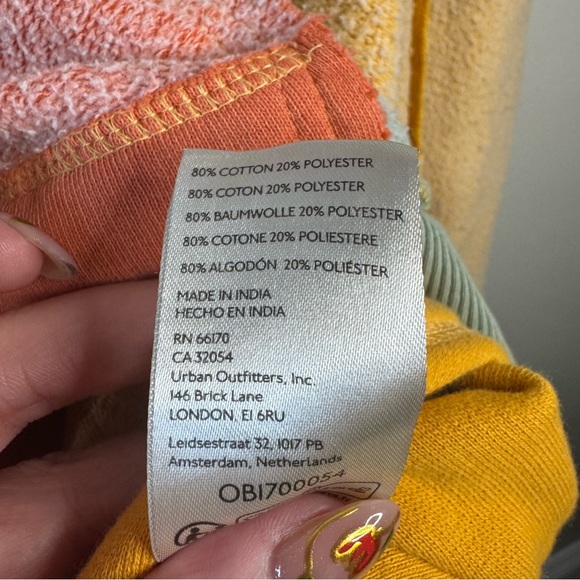 80% COTTON 20% POLYESTER
80% COTON 20% POLYESTER
80% BAUMWOLLE 20% POLYESTER
80% COTONE 20% POLIESTERE
80% ALGODÓN 20% POLIÉSTER
MADE IN INDIA
HECHO EN INDIA
RN 66170
CA 32054
Urban Outfitters, Inc.
146 Brick Lane
LONDON. E1 6RU
Leidsestraat 32, 1017 PB
Amsterdam, Netherlands
OB1700054